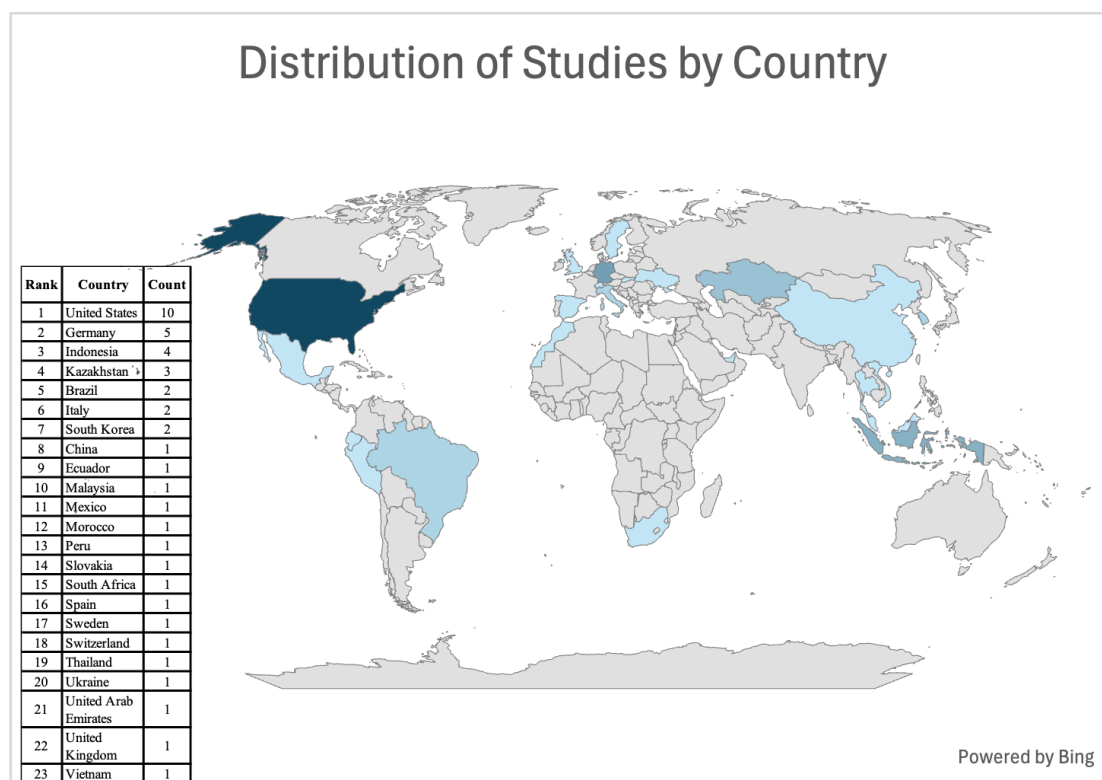 Distribution of Studies by Country
Rank Country Count
1 United States 10
2 Germany 5
3 Indonesia 4
4 Kazakhstan 3
5 Brazil 2
6 Italy 2
7 South Korea 2
8 China 1
9 Ecuador 1
10 Malaysia 1
11 Mexico 1
12 Morocco 1
13 Peru 1
14 Slovakia 1
15 South Africa 1
16 Spain 1
17 Sweden 1
18 Switzerland 1
19 Thailand 1
20 Ukraine 1
21 United Arab
Emirates 1
22 United
Kingdom 1
23 Vietnam 1
Powered by Bing